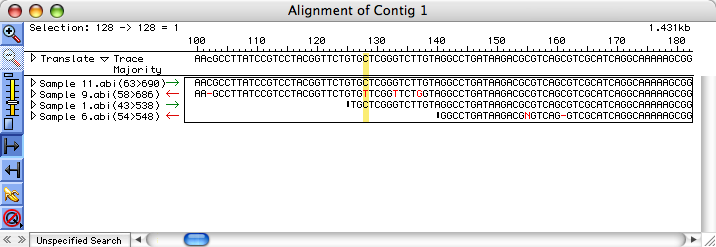 Alignment of Contig 1
Selection: 128 -> 128 = 1 1.431kb
100 110 120 130 140 150 160 170 180
Translate Trace AAcGCCTTATCCGTCCTACGGTTCTGTGCTCGGGTCTTGTAGGCCTGATAAGACGCGTCAGCGTCGCATCAGGCAAAAAGCGG
Majority
Sample 11.abi(63>690) → AACGCCTTATCCGTCCTACGGTTCTGTGCTCGGGTCTTGTAGGCCTGATAAGACGCGTCAGCGTCGCATCAGGCAAAAAGCGG
Sample 9.abi(58>686) ← AA-GCCTTATCCGTCCTACGGTTCTGTGTTCGGTTCTGGTAGGCCTGATAAGACGCGTCAGCGTCGCATCAGGCAAAAAGCGG
Sample 1.abi(43>538) → TGCTCGGGTCTTGTAGGCCTGATAAGACGCGTCAGCGTCGCATCAGGCAAAAAGCGG
Sample 6.abi(54>548) ← GGCCTGATAAGACGNGTCAG-GTCGCATCAGGCAAAAAGCGG
Unspecified Search